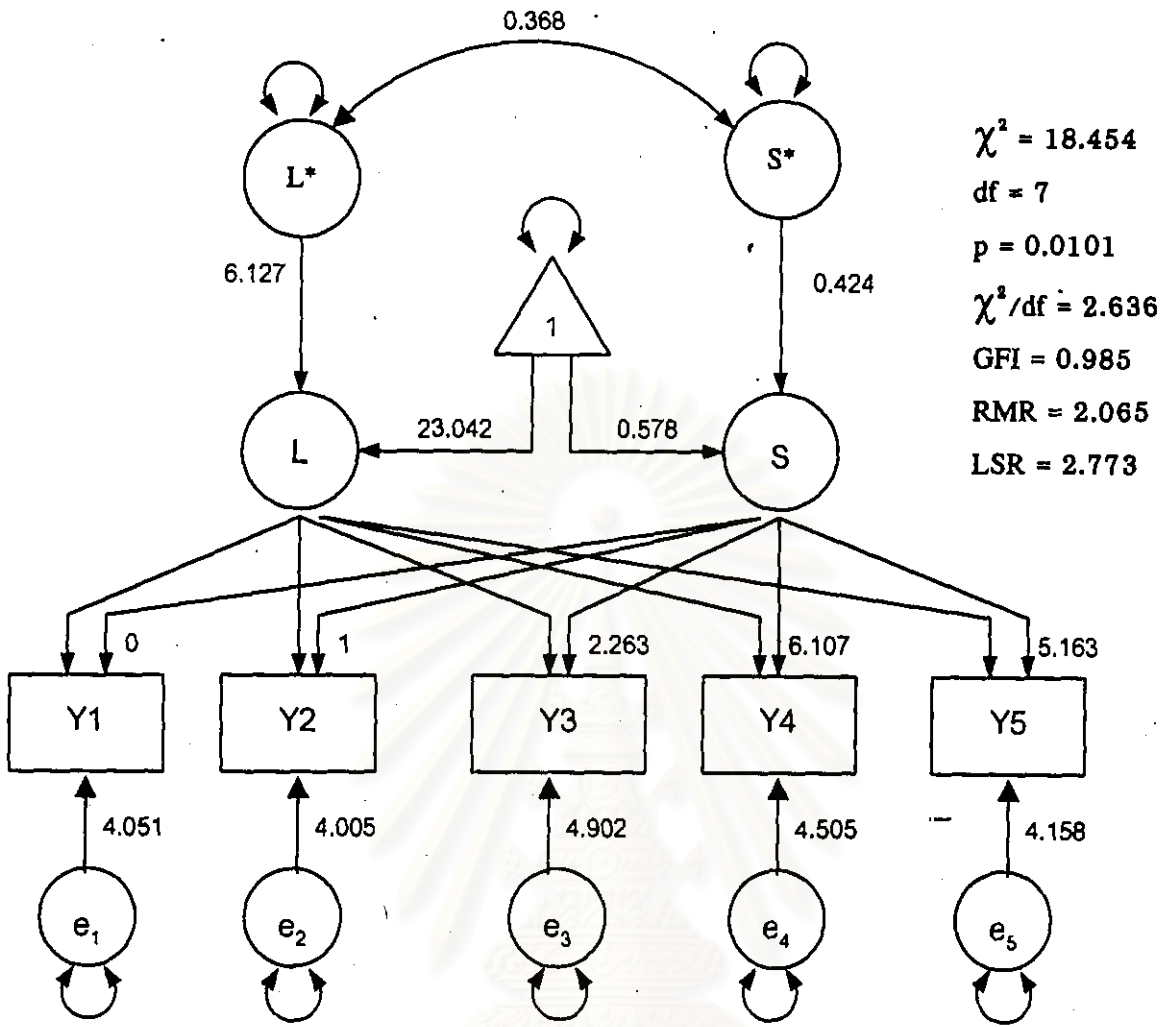 0.368
L*
S*
χ² = 18.454
df = 7
p = 0.0101
χ²/df = 2.636
GFI = 0.985
RMR = 2.065
LSR = 2.773
6.127
1
0.424
L
23.042
0.578
S
0
1
2.263
6.107
5.163
Y1
Y2
Y3
Y4
Y5
4.051
4.005
4.902
4.505
4.158
e₁
e₂
e₃
e₄
e₅